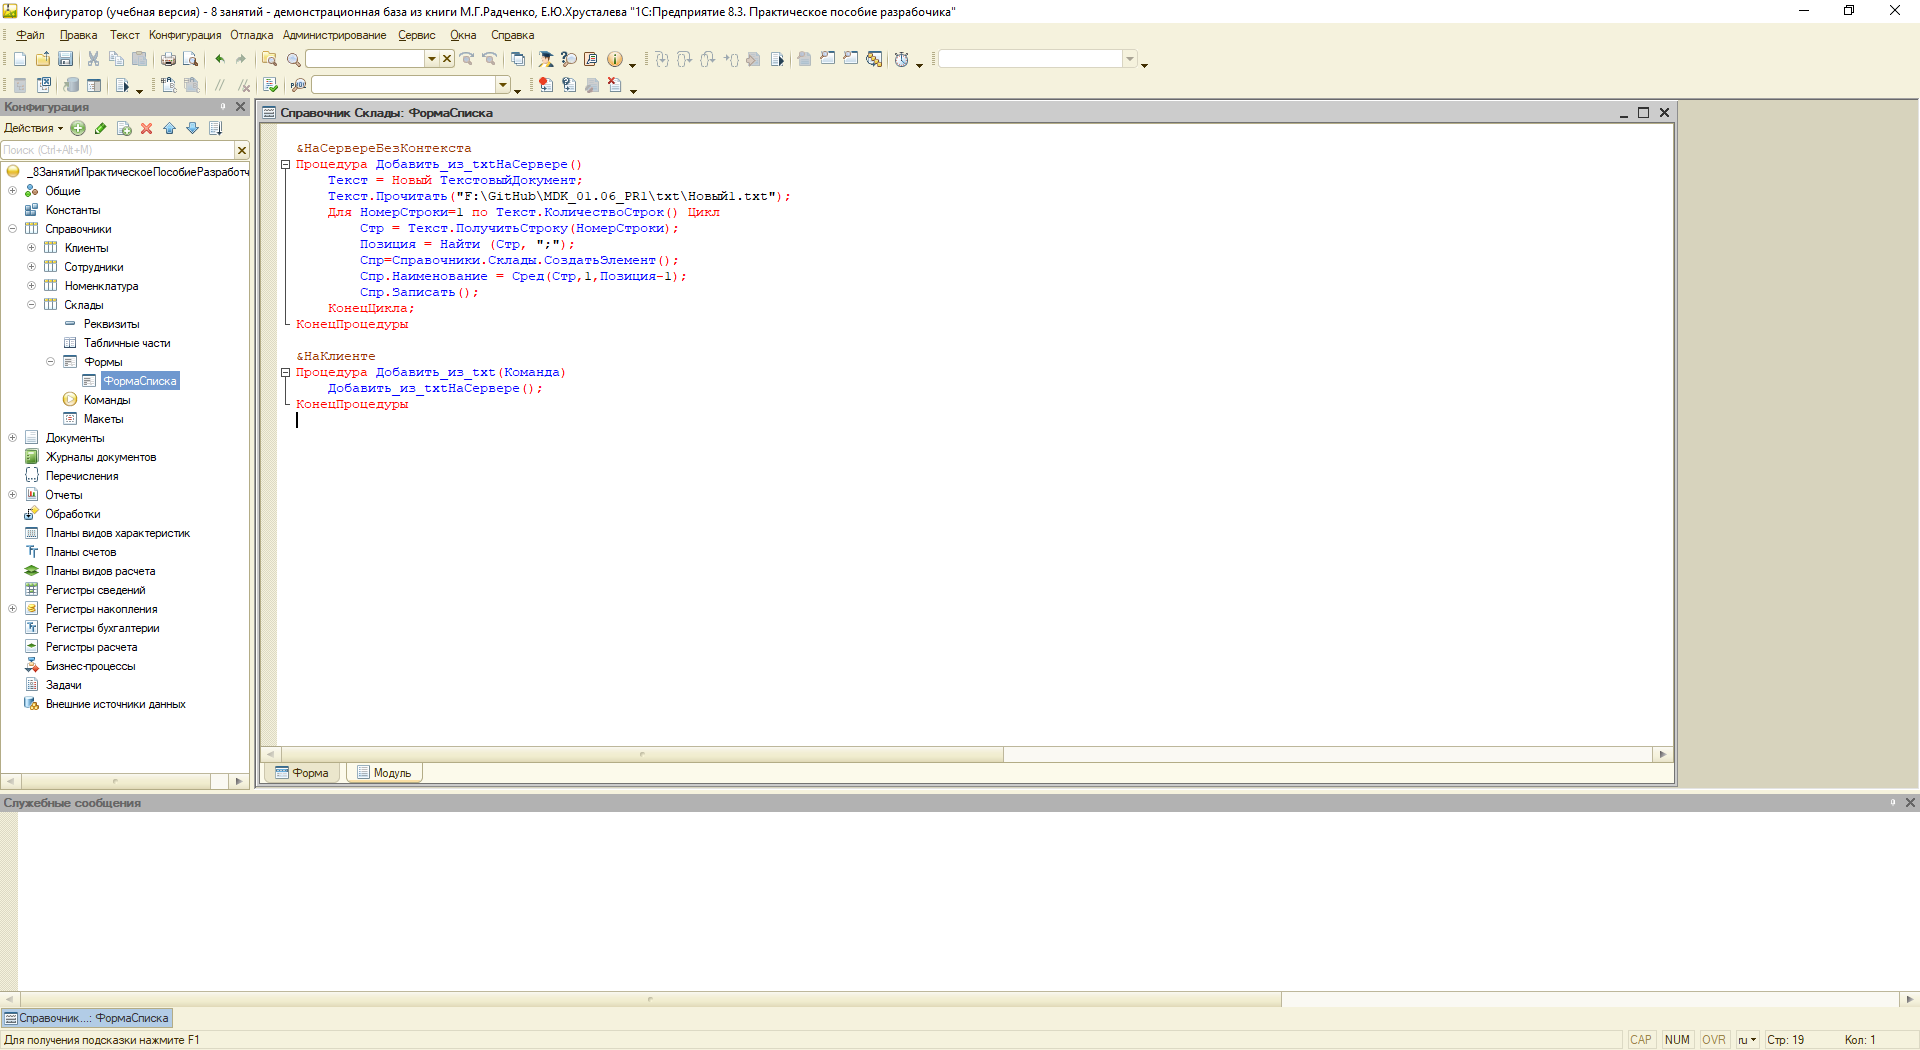 Конфигуратор (учебная версия) - 8 занятий - демонстрационная база из книги М.Г.Радченко, Е.Ю.Хрусталева "1С:Предприятие 8.3. Практическое пособие разработчика"
Файл Правка Текст Конфигурация Отладка Администрирование Сервис Окна Справка
Конфигурация
Действия
Поиск (Ctrl+Alt+M)
_8ЗанятийПрактическоеПособиеРазработч
Общие
Константы
Справочники
Клиенты
Сотрудники
Номенклатура
Склады
Реквизиты
Табличные части
Формы
ФормаСписка
Команды
Макеты
Документы
Журналы документов
Перечисления
Отчеты
Обработки
Планы видов характеристик
Планы счетов
Планы видов расчета
Регистры сведений
Регистры накопления
Регистры бухгалтерии
Регистры расчета
Бизнес-процессы
Задачи
Внешние источники данных
Справочник Склады: ФормаСписка
&НаСервереБезКонтекста
Процедура Добавить_из_txtНаСервере()
Текст = Новый ТекстовыйДокумент;
Текст.Прочитать("F:\GitHub\MDK_01.06_PR1\txt\Новый1.txt");
Для НомерСтроки=1 по Текст.КоличествоСтрок() Цикл
Стр = Текст.ПолучитьСтроку(НомерСтроки);
Позиция = Найти (Стр, ";");
Спр=Справочники.Склады.СоздатьЭлемент();
Спр.Наименование = Сред(Стр,1,Позиция-1);
Спр.Записать();
КонецЦикла;
КонецПроцедуры
&НаКлиенте
Процедура Добавить_из_txt(Команда)
Добавить_из_txtНаСервере();
КонецПроцедуры
Форма Модуль
Служебные сообщения
Справочник...: ФормаСписка
Для получения подсказки нажмите F1
CAP NUM OVR ru Стр: 19 Кол: 1